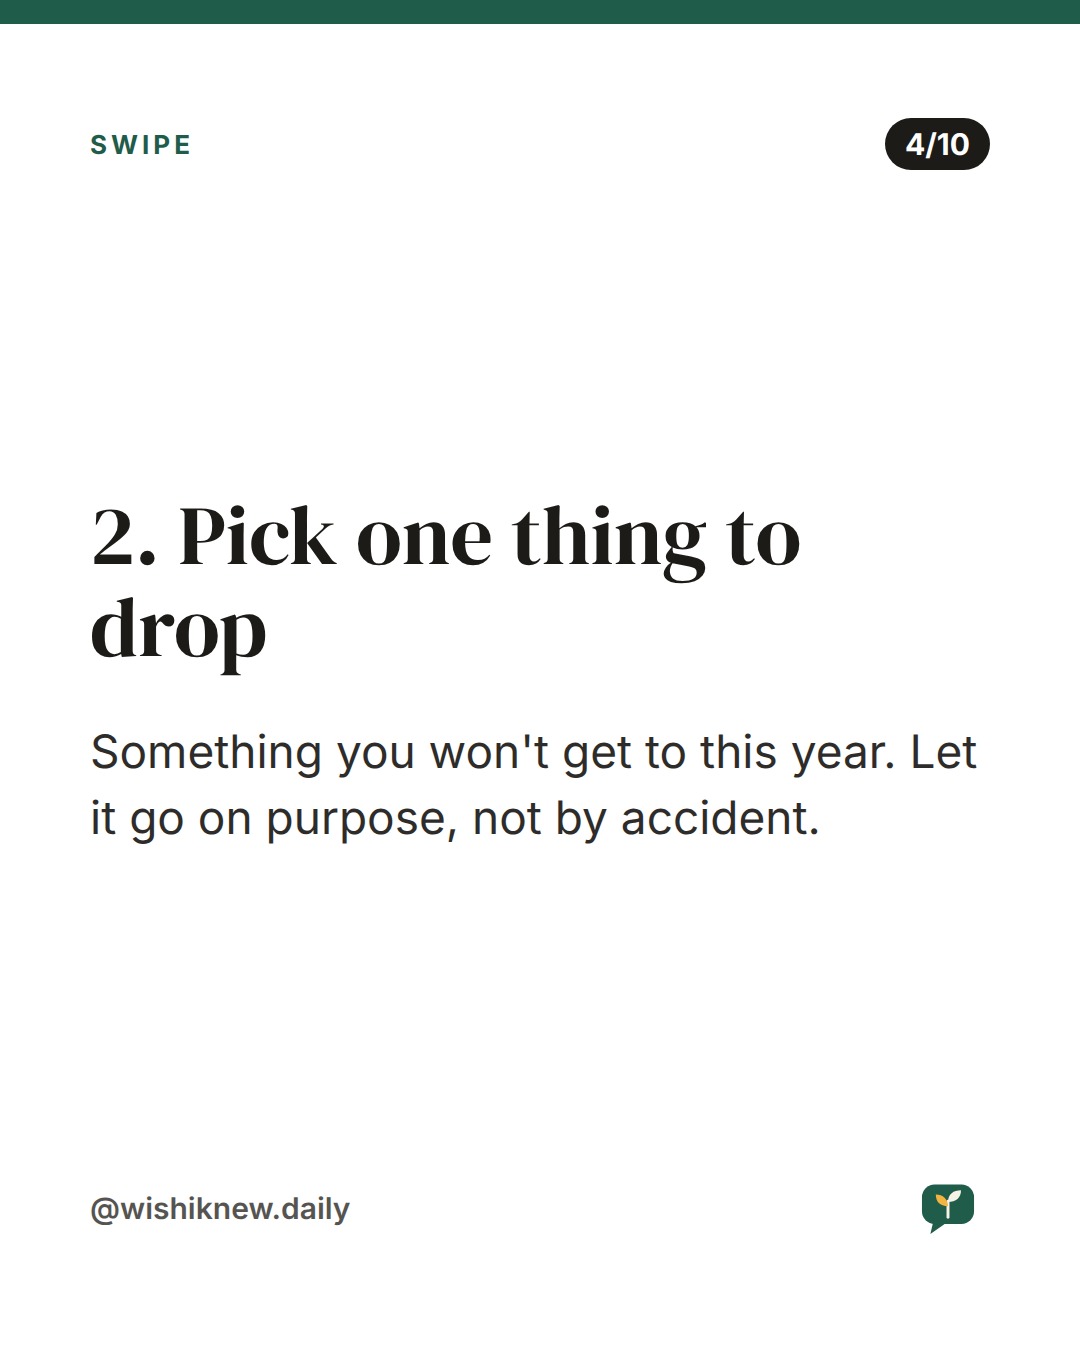 SWIPE
4/10
2. Pick one thing to
drop
Something you won't get to this year. Let
it go on purpose, not by accident.
@wishiknew.daily